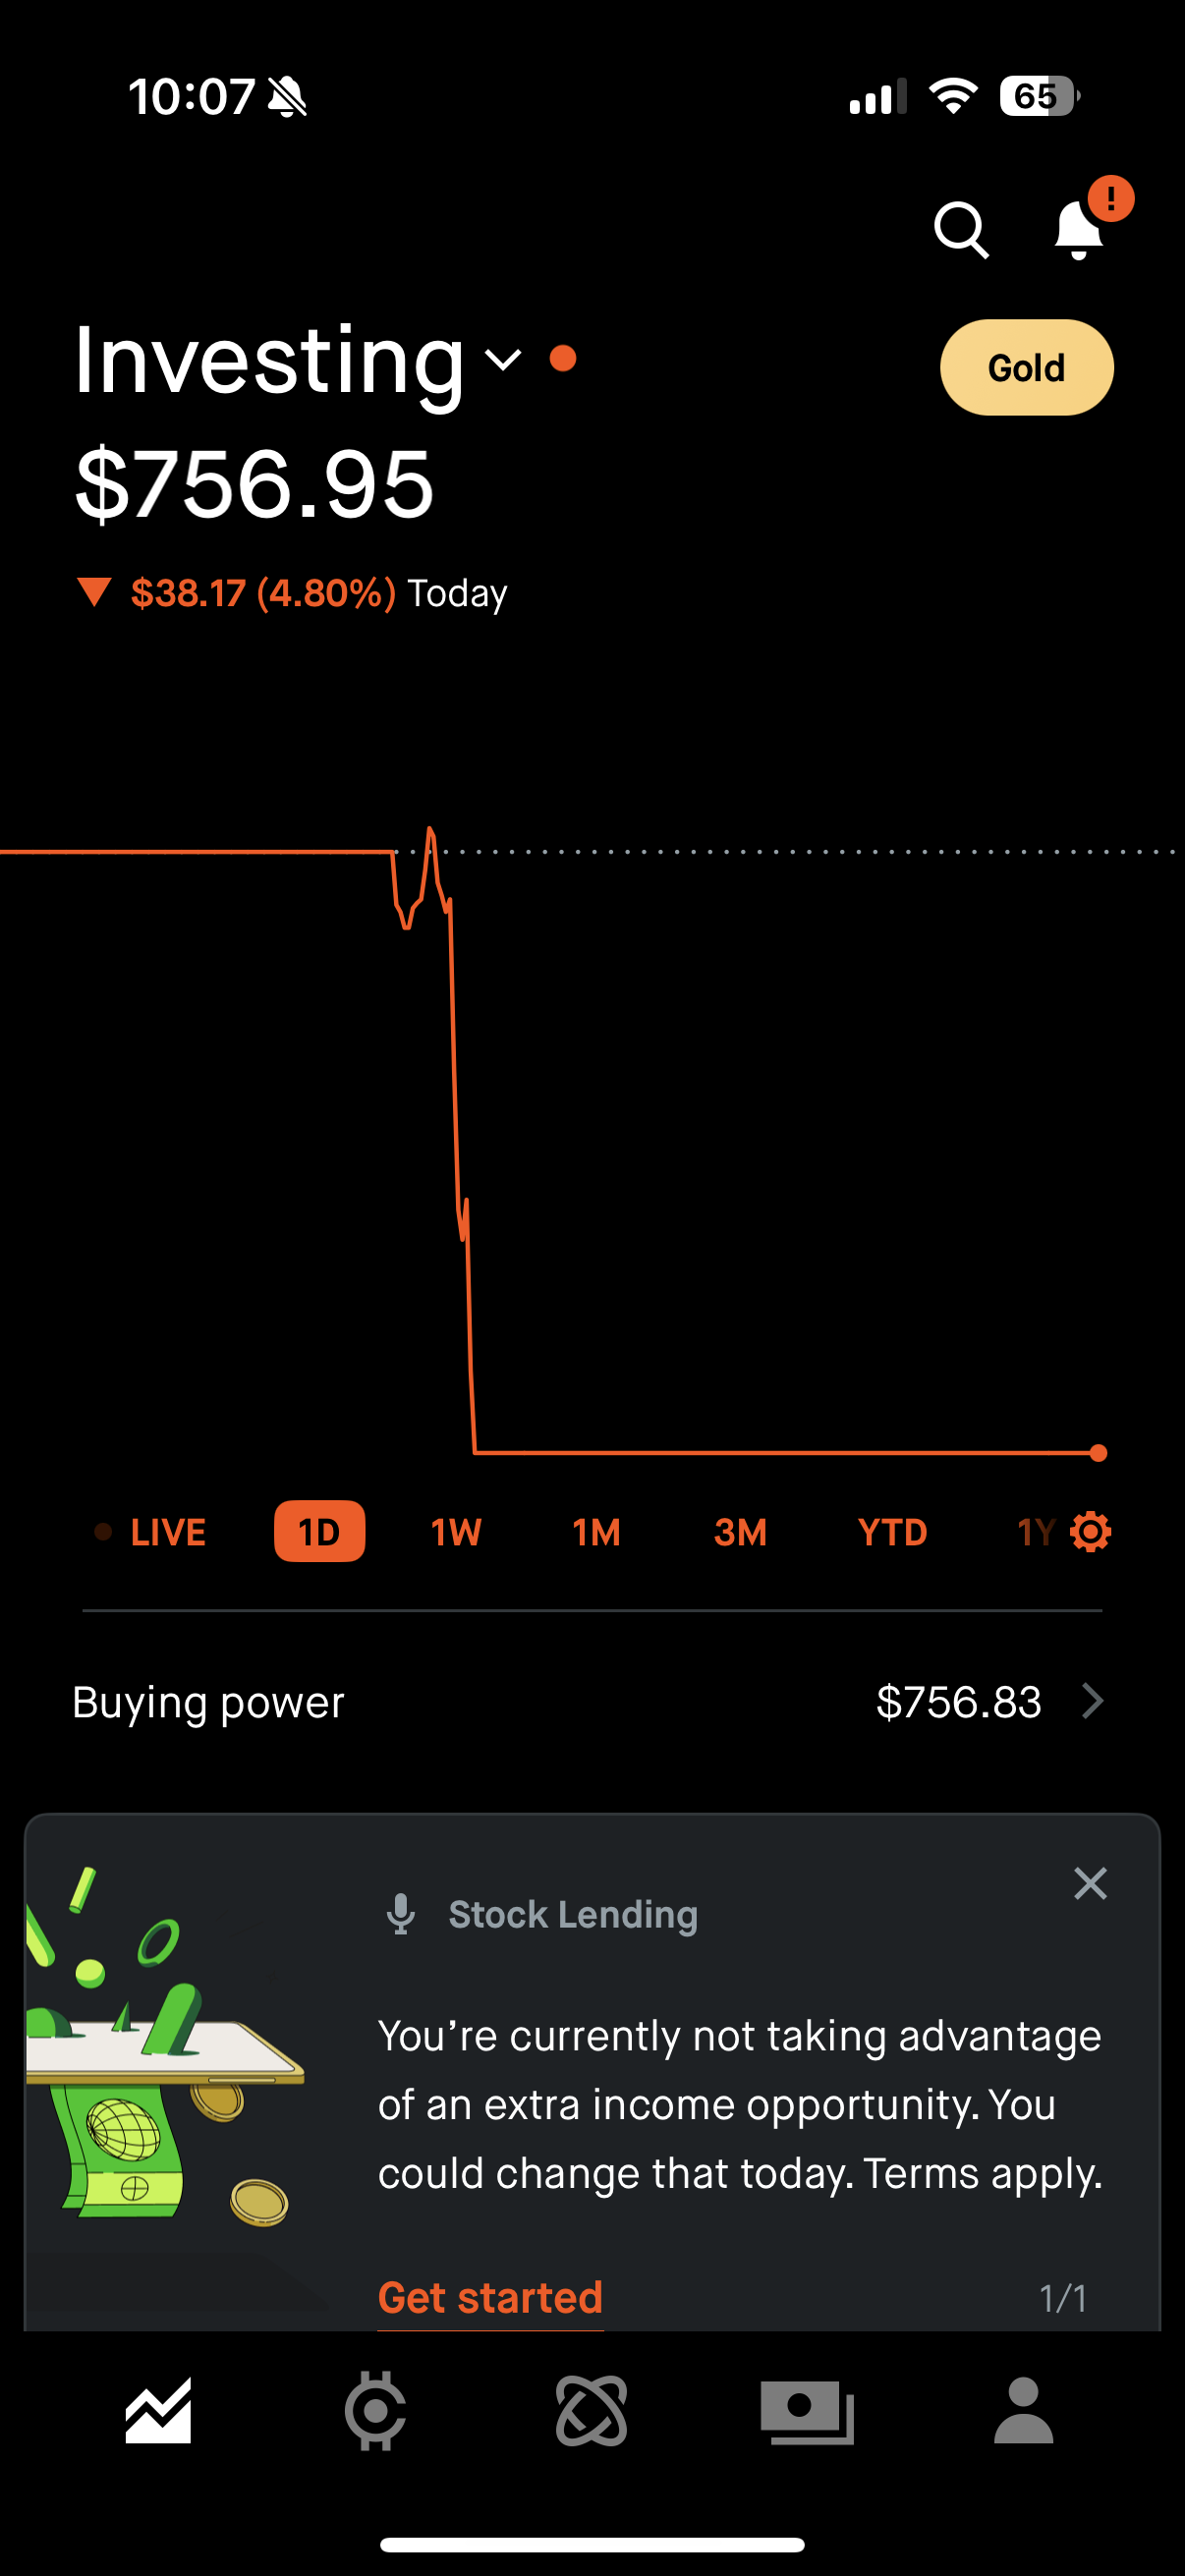 10:07
65
!
Investing
Gold
$756.95
$38.17 (4.80%) Today
LIVE 1D 1W 1M 3M YTD 1Y
Buying power $756.83
Stock Lending
You’re currently not taking advantage
of an extra income opportunity. You
could change that today. Terms apply.
Get started 1/1